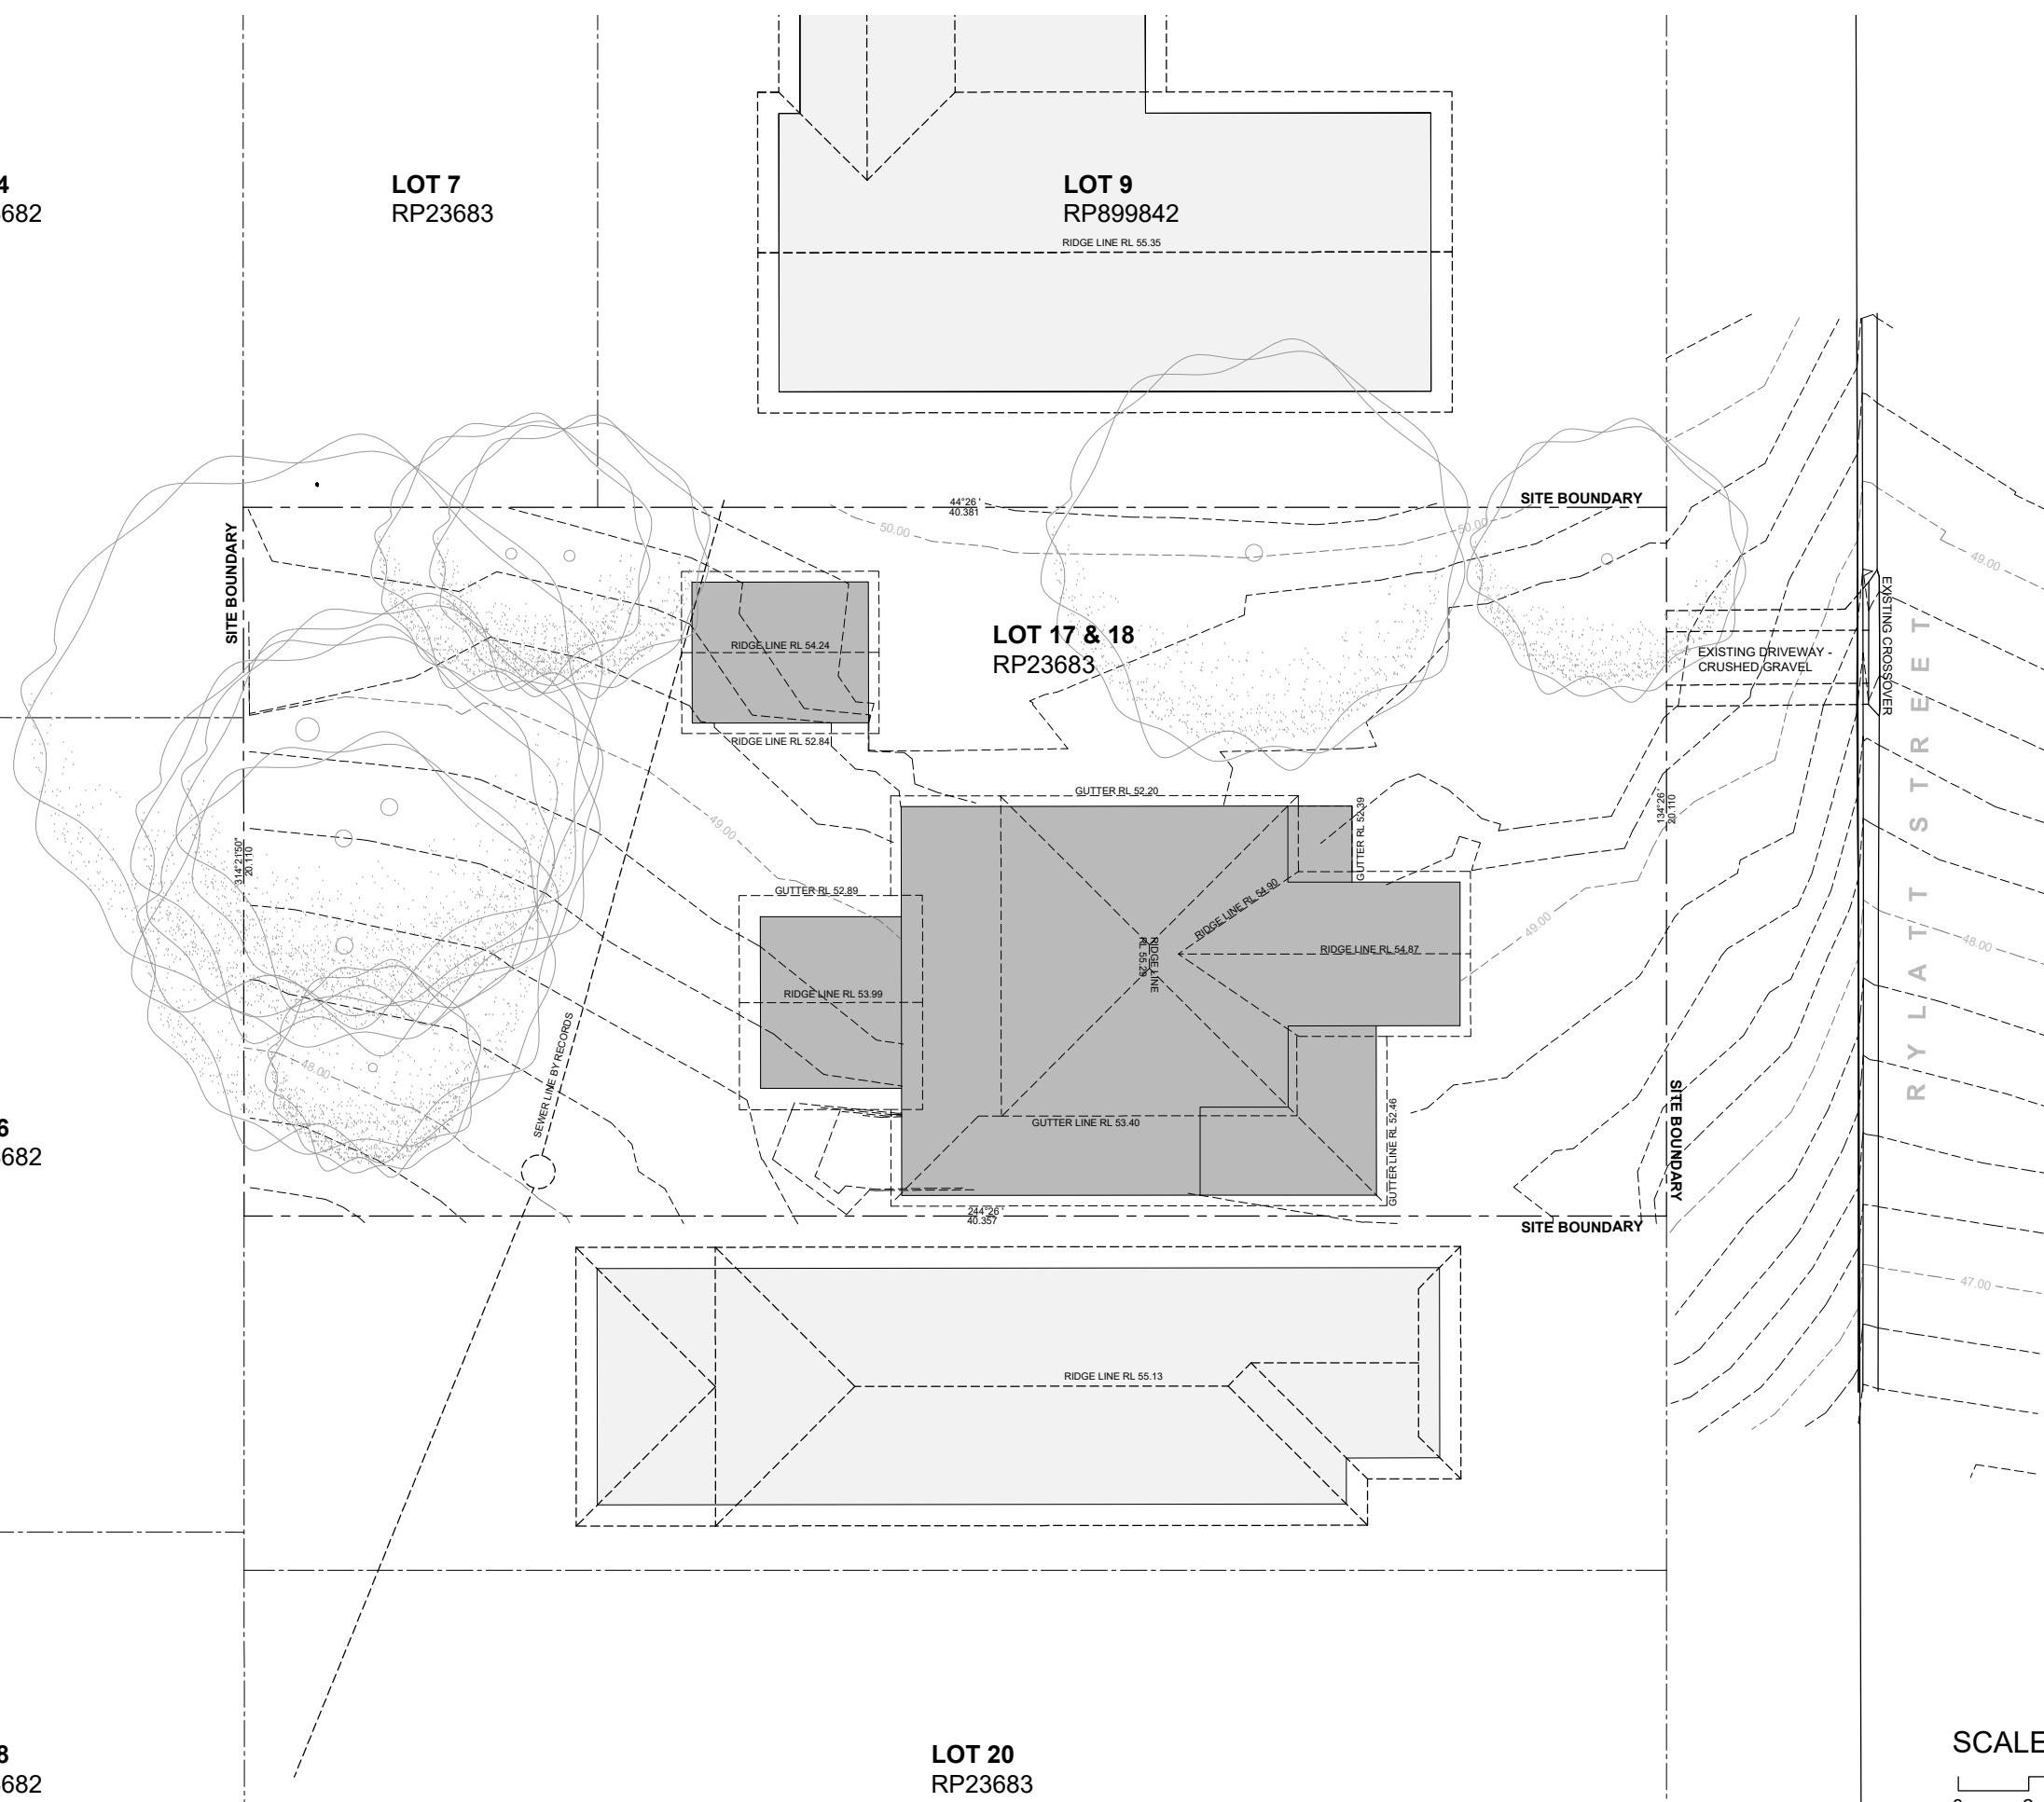 4
682
LOT 7
RP23683
LOT 9
RP899842
RIDGE LINE RL 55.35
SITE BOUNDARY
44°26'
40.381
SITE BOUNDARY
50.00
50.00
49.00
LOT 17 & 18
RP23683
RIDGE LINE RL 54.24
RIDGE LINE RL 52.84
EXISTING DRIVEWAY -
CRUSHED GRAVEL
EXISTING CROSSOVER
RYLATT STREET
GUTTER RL 52.20
GUTTER RL 52.39
134°26'
20.110
49.00
314°21'50"
20.110
GUTTER RL 52.89
RIDGE LINE RL 54.90
49.00
RIDGE LINE
RL 55.29
RIDGE LINE RL 54.87
48.00
RIDGE LINE RL 53.99
SEWER LINE BY RECORDS
48.00
GUTTER LINE RL 53.40
GUTTER LINE RL 52.46
SITE BOUNDARY
6
682
244°26'
40.357
SITE BOUNDARY
47.00
RIDGE LINE RL 55.13
8
682
LOT 20
RP23683
SCALE